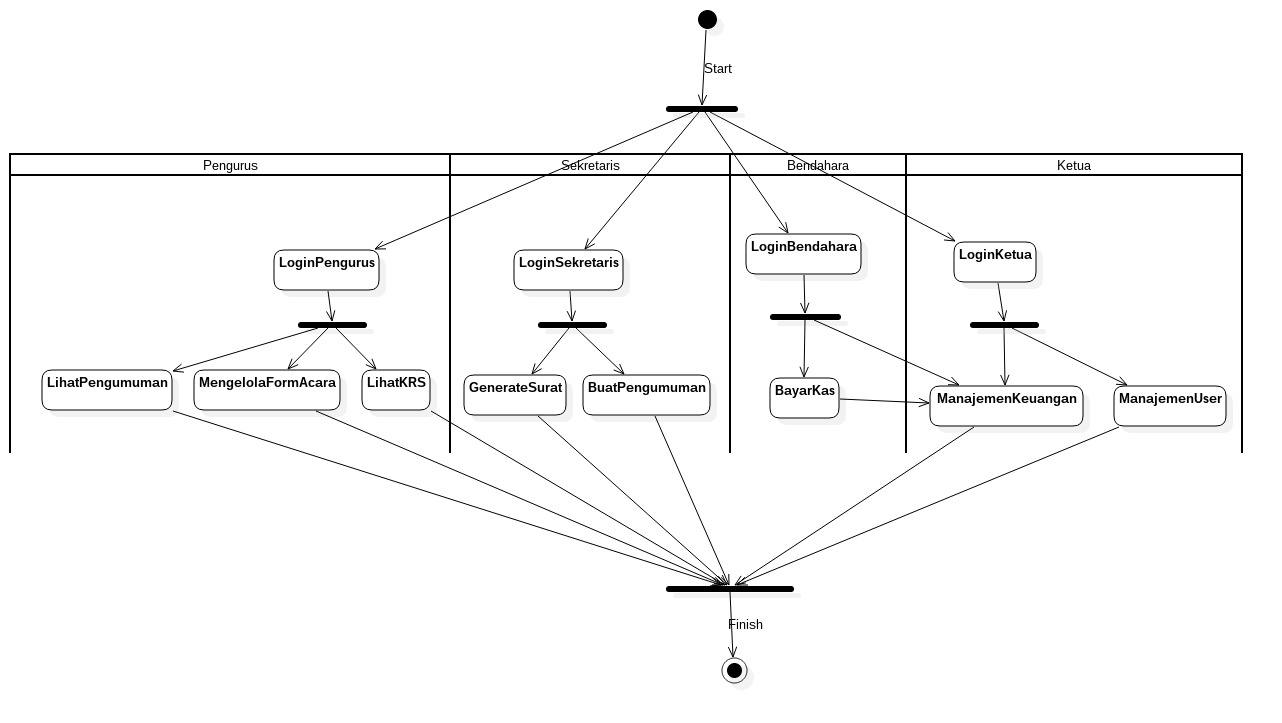 Start
Pengurus
Sekretaris
Bendahara
Ketua
LoginPengurus
LoginSekretaris
LoginBendahara
LoginKetua
LihatPengumuman
MengelolaFormAcara
LihatKRS
GenerateSurat
BuatPengumuman
BayarKas
ManajemenKeuangan
ManajemenUser
Finish